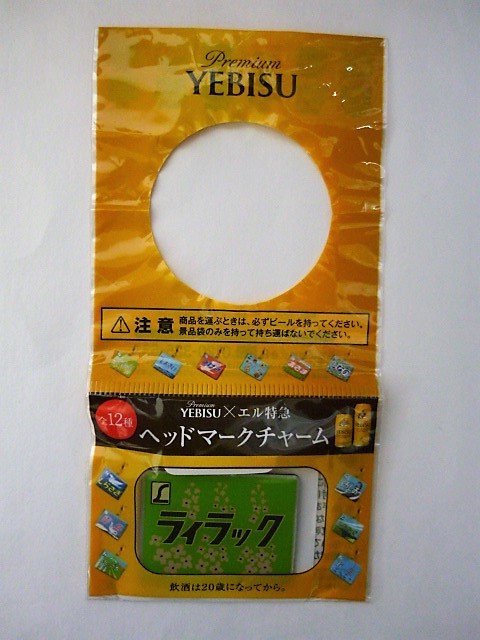 Premium
YEBISU
注意
商品を運ぶときは、必ずビールを持ってください。
景品袋のみを持って持ち運ばないでください。
全12種
Premium
YEBISU×エル特急
ヘッドマークチャーム
L
ライラック
飲酒は20歳になってから。